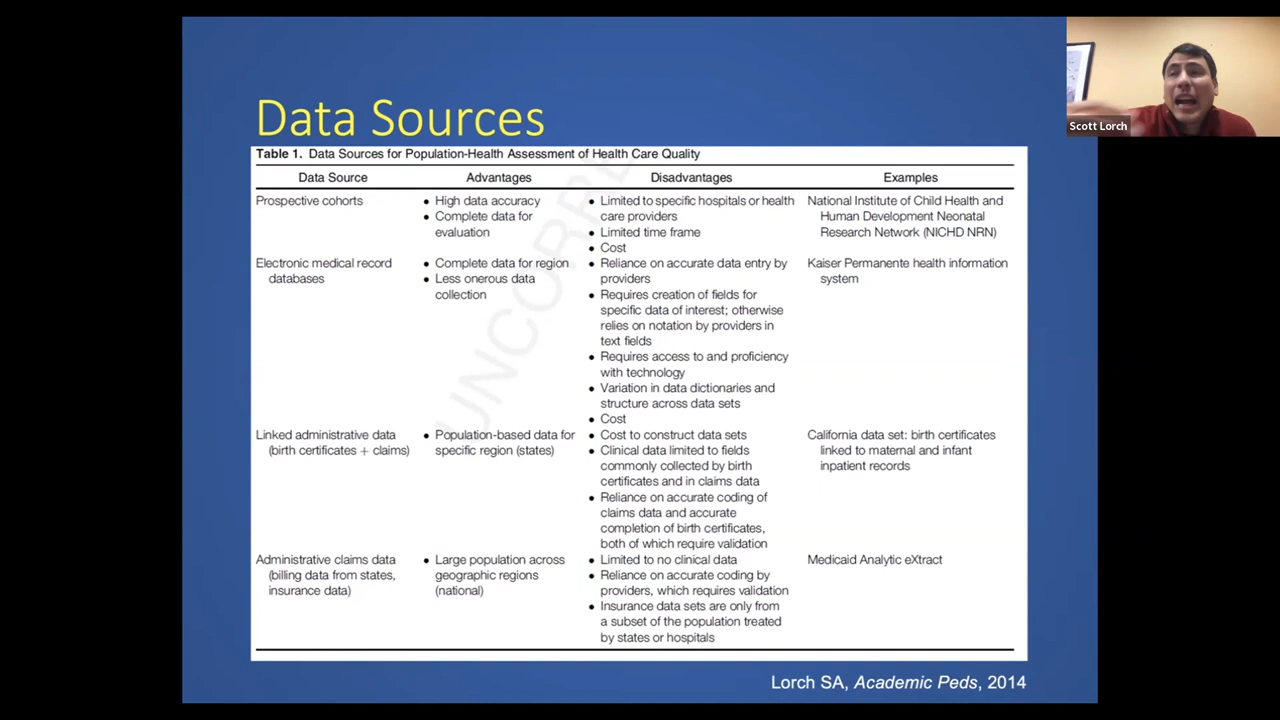 Data Sources
Scott Lorch
Table 1. Data Sources for Population-Health Assessment of Health Care Quality
Data Source Advantages Disadvantages Examples
Prospective cohorts
• High data accuracy
• Complete data for
evaluation
• Limited to specific hospitals or health
care providers
• Limited time frame
• Cost
National Institute of Child Health and
Human Development Neonatal
Research Network (NICHD NRN)
Electronic medical record
databases
• Complete data for region
• Less onerous data
collection
• Reliance on accurate data entry by
providers
• Requires creation of fields for
specific data of interest; otherwise
relies on notation by providers in
text fields
• Requires access to and proficiency
with technology
• Variation in data dictionaries and
structure across data sets
• Cost
Kaiser Permanente health information
system
Linked administrative data
(birth certificates + claims)
• Population-based data for
specific region (states)
• Cost to construct data sets
• Clinical data limited to fields
commonly collected by birth
certificates and in claims data
• Reliance on accurate coding of
claims data and accurate
completion of birth certificates,
both of which require validation
California data set: birth certificates
linked to maternal and infant
inpatient records
Administrative claims data
(billing data from states,
insurance data)
• Large population across
geographic regions
(national)
• Limited to no clinical data
• Reliance on accurate coding by
providers, which requires validation
• Insurance data sets are only from
a subset of the population treated
by states or hospitals
Medicaid Analytic eXtract
UNCORRE
Lorch SA, Academic Peds, 2014